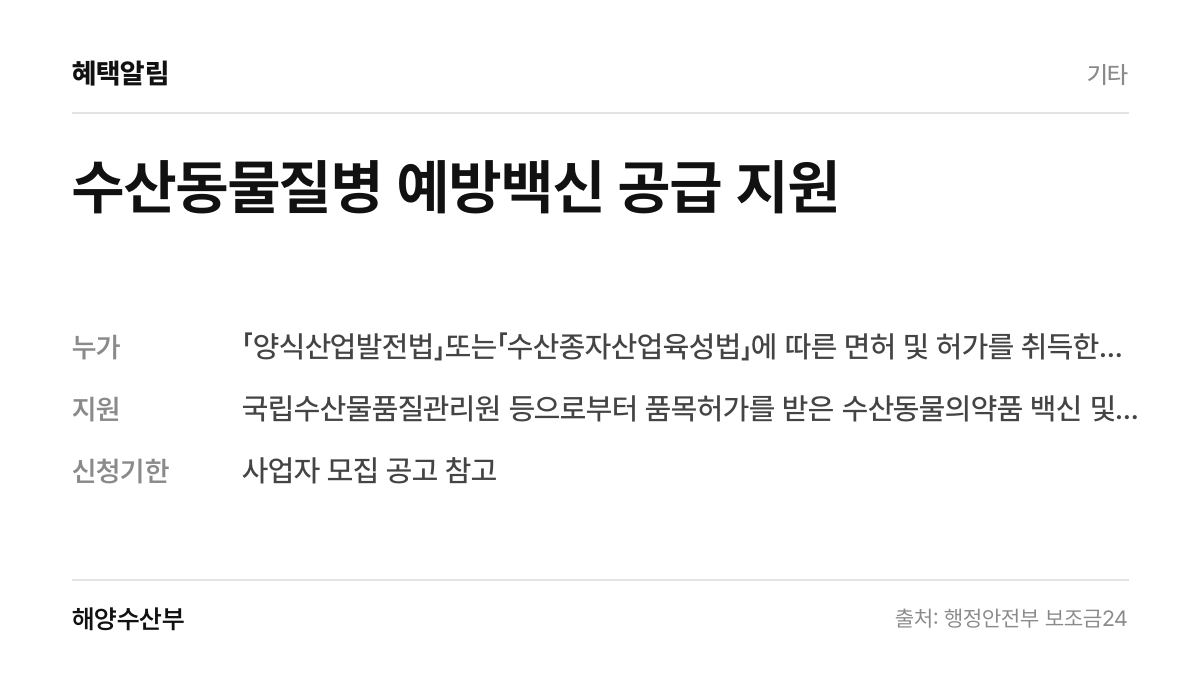 혜택알림
기타
수산동물질병 예방백신 공급 지원
누가 「양식산업발전법」또는「수산종자산업육성법」에 따른 면허 및 허가를 취득한...
지원 국립수산물품질관리원 등으로부터 품목허가를 받은 수산동물의약품 백신 및...
신청기한 사업자 모집 공고 참고
해양수산부
출처: 행정안전부 보조금24